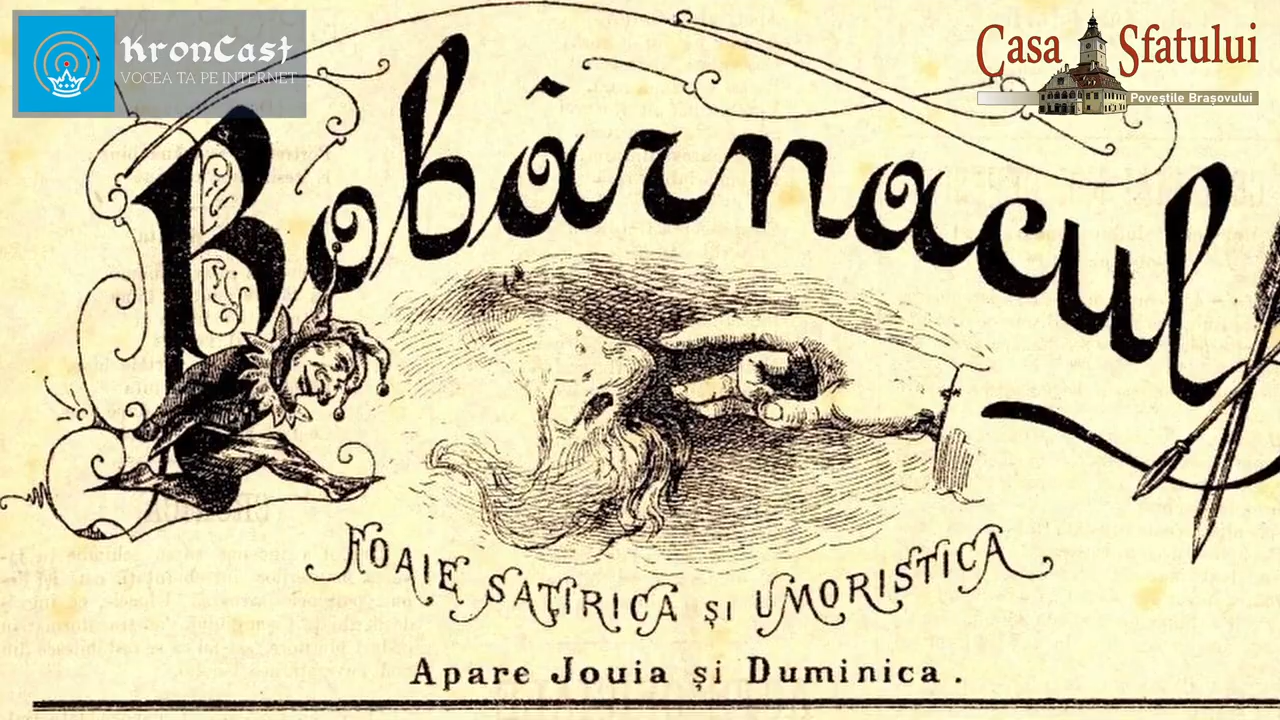 KronCast
VOCEA TA PE INTERNET
Casa Sfatului
Poveștile Brașovului
Bobârnacul
FOAIE SATIRICA ȘI UMORISTICA
Apare Jouia și Duminica.